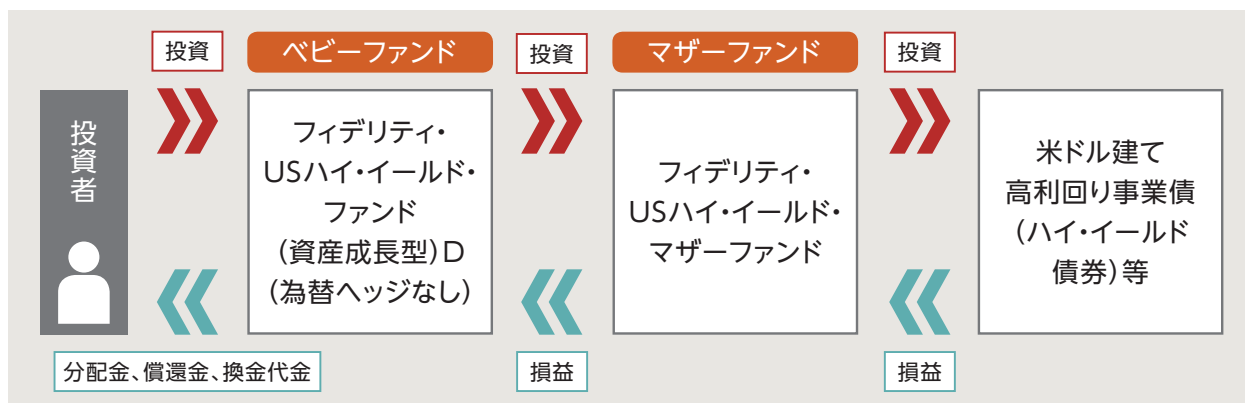 投資
ベビーファンド
投資
マザーファンド
投資
投資者
フィデリティ・
USハイ・イールド・
ファンド
(資産成長型)D
(為替ヘッジなし)
フィデリティ・
USハイ・イールド・
マザーファンド
米ドル建て
高利回り事業債
(ハイ・イールド
債券)等
分配金、償還金、換金代金
損益
損益